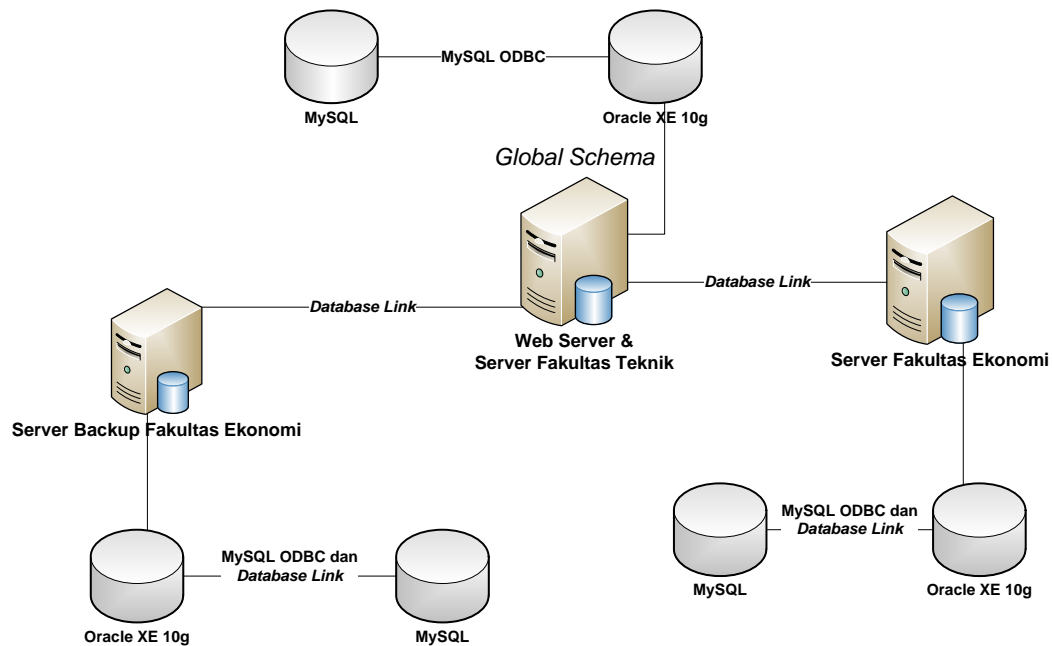 MySQL ODBC
MySQL
Oracle XE 10g
Global Schema
Database Link
Database Link
Web Server &
Server Fakultas Teknik
Server Fakultas Ekonomi
Server Backup Fakultas Ekonomi
MySQL ODBC dan
Database Link
MySQL
Oracle XE 10g
MySQL ODBC dan
Database Link
Oracle XE 10g
MySQL